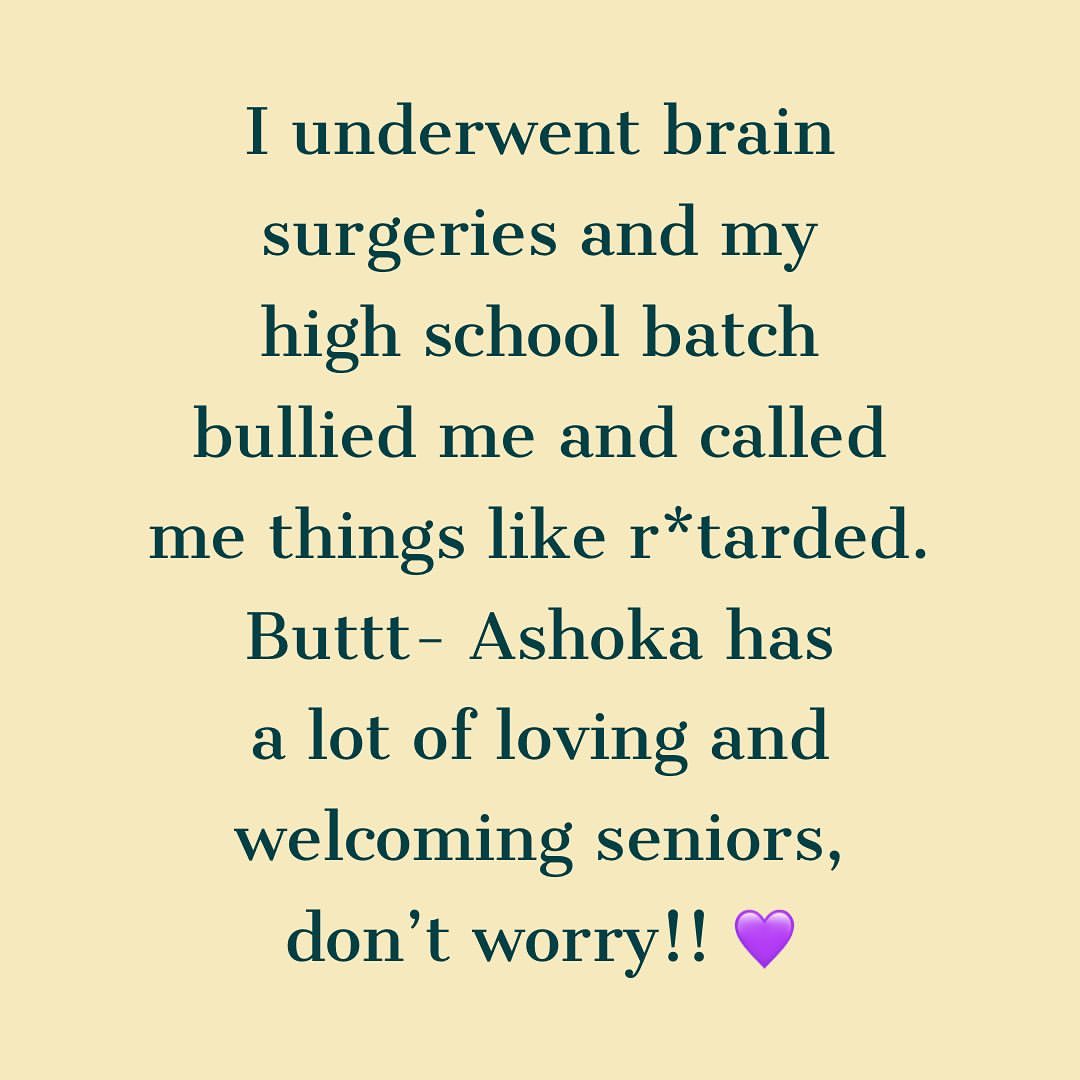 I underwent brain
surgeries and my
high school batch
bullied me and called
me things like r*tarded.
Buttt- Ashoka has
a lot of loving and
welcoming seniors,
don’t worry!! 💜